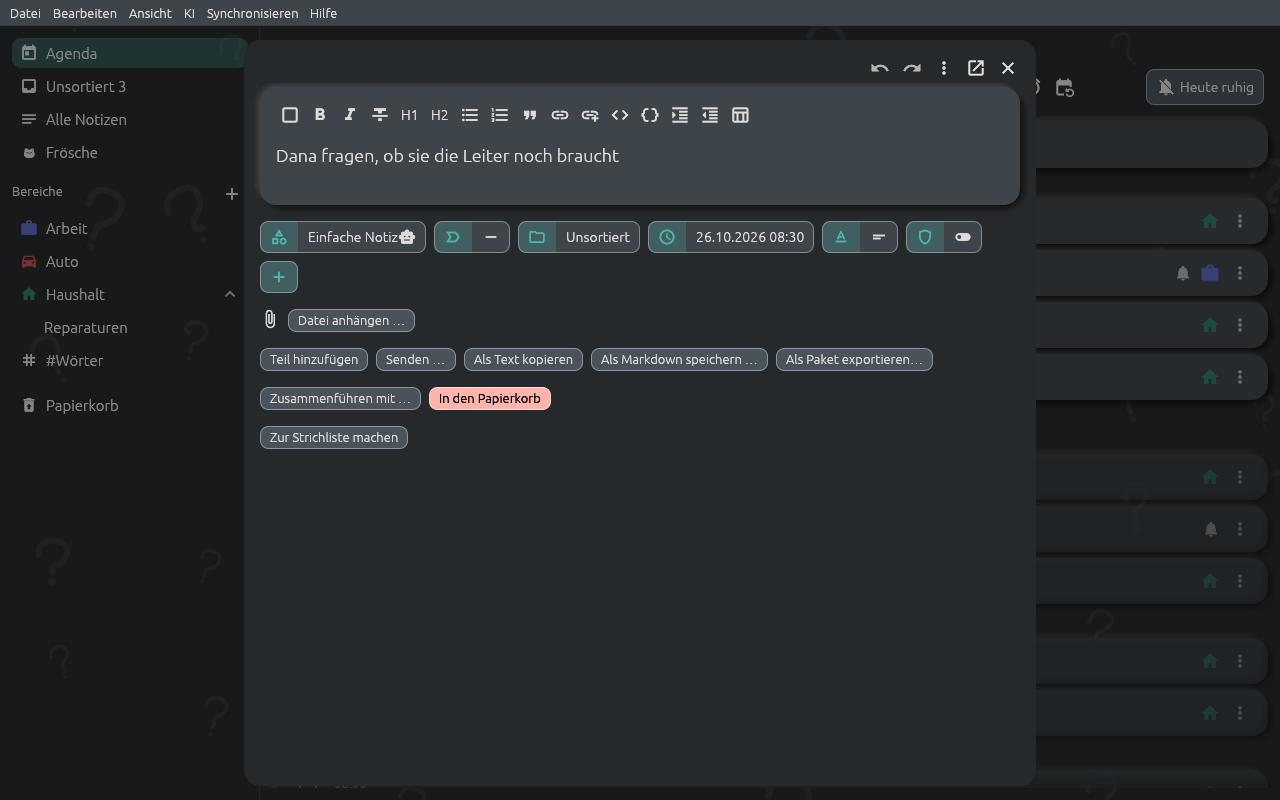 Datei Bearbeiten Ansicht KI Synchronisieren Hilfe
Agenda
Unsortiert 3
Alle Notizen
Frösche
Bereiche
Arbeit
Auto
Haushalt
Reparaturen
#Wörter
Papierkorb
Heute ruhig
H1 H2
Dana fragen, ob sie die Leiter noch braucht
Einfache Notiz
Unsortiert
26.10.2026 08:30
Datei anhängen …
Teil hinzufügen Senden … Als Text kopieren Als Markdown speichern … Als Paket exportieren…
Zusammenführen mit … In den Papierkorb
Zur Strichliste machen